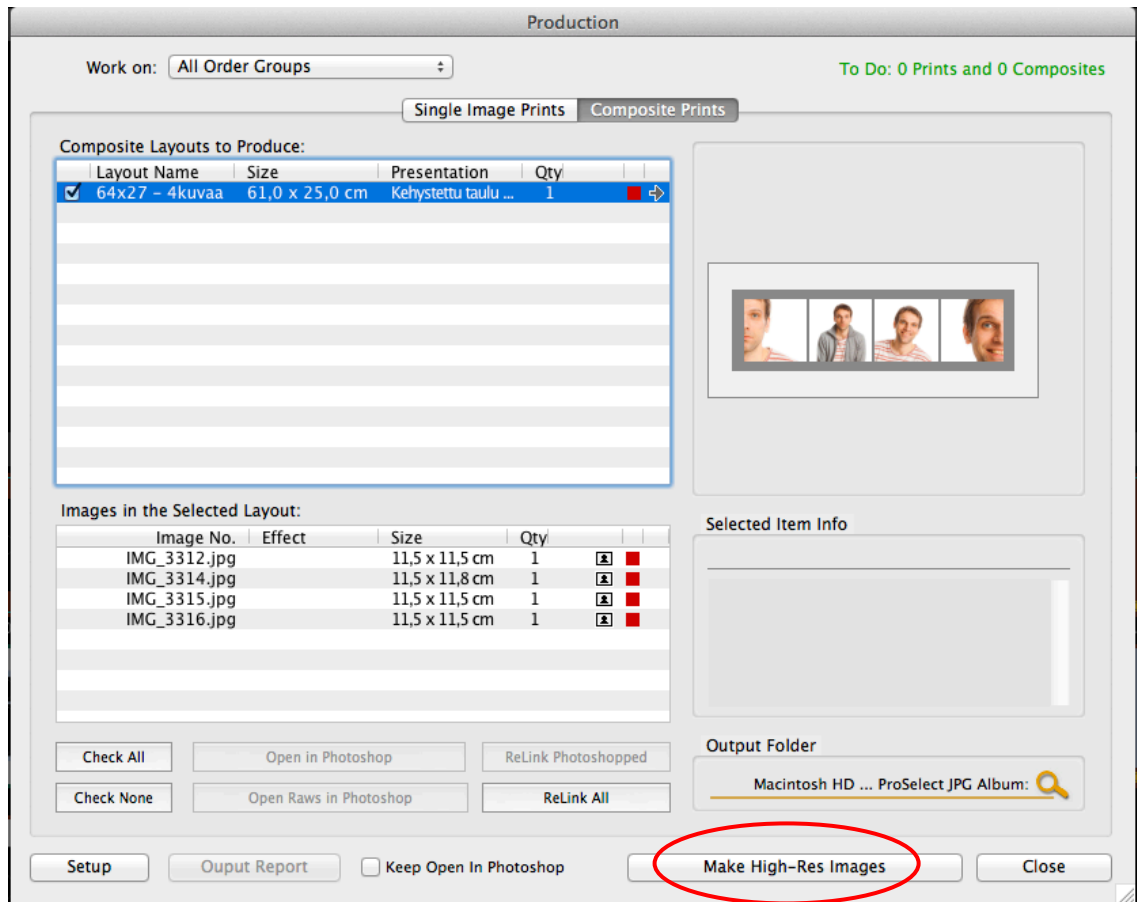 Production
Work on: All Order Groups
To Do: 0 Prints and 0 Composites
Single Image Prints Composite Prints
Composite Layouts to Produce:
Layout Name Size Presentation Qty
64x27 – 4kuvaa 61,0 x 25,0 cm Kehystettu taulu ... 1
Images in the Selected Layout:
Image No. Effect Size Qty
IMG_3312.jpg 11,5 x 11,5 cm 1
IMG_3314.jpg 11,5 x 11,8 cm 1
IMG_3315.jpg 11,5 x 11,5 cm 1
IMG_3316.jpg 11,5 x 11,5 cm 1
Selected Item Info
Check All Open in Photoshop ReLink Photoshopped
Check None Open Raws in Photoshop ReLink All
Output Folder
Macintosh HD ... ProSelect JPG Album:
Setup Ouput Report Keep Open In Photoshop Make High-Res Images Close